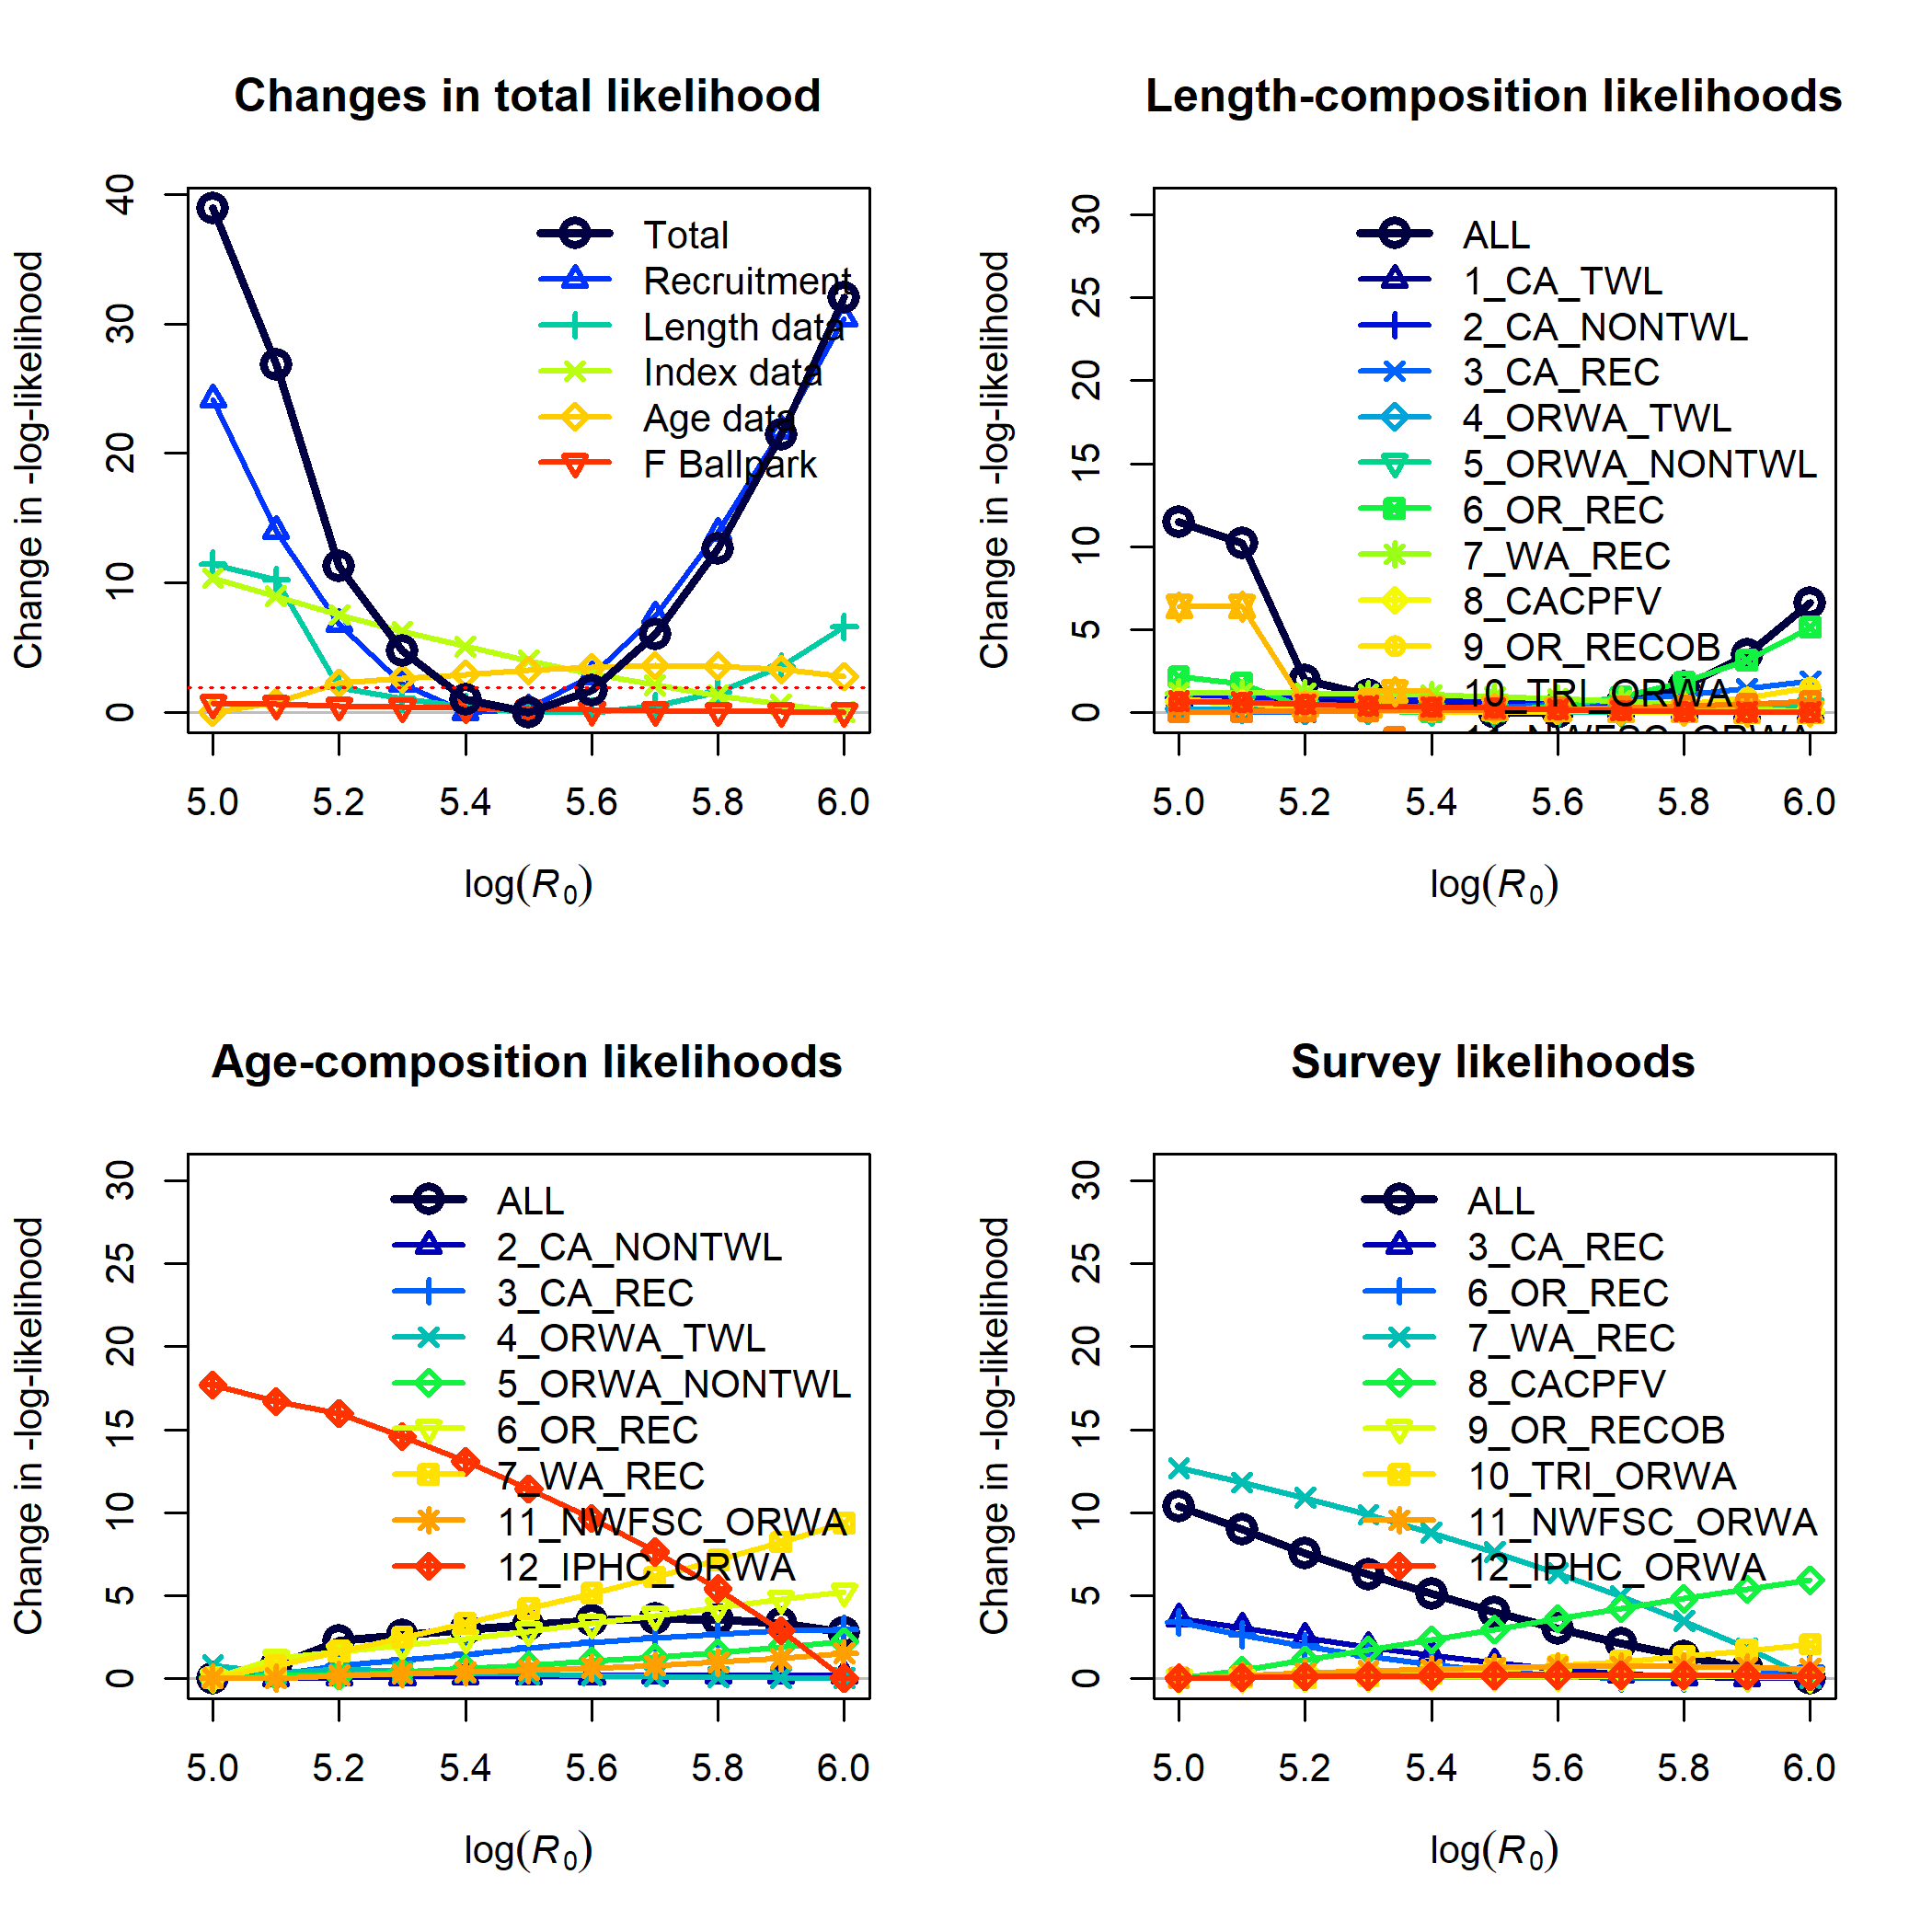 Changes in total likelihood
Change in -log-likelihood
0 10 20 30 40
Total
Recruitment
Length data
Index data
Age data
F Ballpark
5.0 5.2 5.4 5.6 5.8 6.0
log(R0)
Length-composition likelihoods
Change in -log-likelihood
0 5 10 15 20 25 30
ALL
1_CA_TWL
2_CA_NONTWL
3_CA_REC
4_ORWA_TWL
5_ORWA_NONTWL
6_OR_REC
7_WA_REC
8_CACPFV
9_OR_RECOB
10_TRI_ORWA
11_NWFSC_ORWA
5.0 5.2 5.4 5.6 5.8 6.0
log(R0)
Age-composition likelihoods
Change in -log-likelihood
0 5 10 15 20 25 30
ALL
2_CA_NONTWL
3_CA_REC
4_ORWA_TWL
5_ORWA_NONTWL
6_OR_REC
7_WA_REC
11_NWFSC_ORWA
12_IPHC_ORWA
5.0 5.2 5.4 5.6 5.8 6.0
log(R0)
Survey likelihoods
Change in -log-likelihood
0 5 10 15 20 25 30
ALL
3_CA_REC
6_OR_REC
7_WA_REC
8_CACPFV
9_OR_RECOB
10_TRI_ORWA
11_NWFSC_ORWA
12_IPHC_ORWA
5.0 5.2 5.4 5.6 5.8 6.0
log(R0)